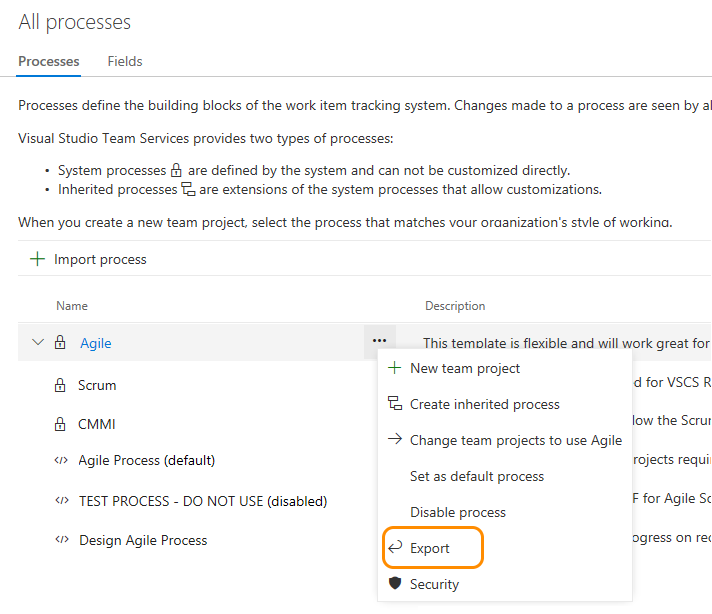 All processes
Processes Fields
Processes define the building blocks of the work item tracking system. Changes made to a process are seen by al
Visual Studio Team Services provides two types of processes:
• System processes are defined by the system and can not be customized directly.
• Inherited processes are extensions of the system processes that allow customizations.
When you create a new team project, select the process that matches your organization's style of working.
+ Import process
Name Description
Agile ... This template is flexible and will work great for
New team project
Scrum d for VSCS R
Create inherited process
CMMI low the Scru
Change team projects to use Agile
Agile Process (default) rojects requi
Set as default process
TEST PROCESS - DO NOT USE (disabled) F for Agile Sc
Disable process
Design Agile Process ogress on rec
Export
Security